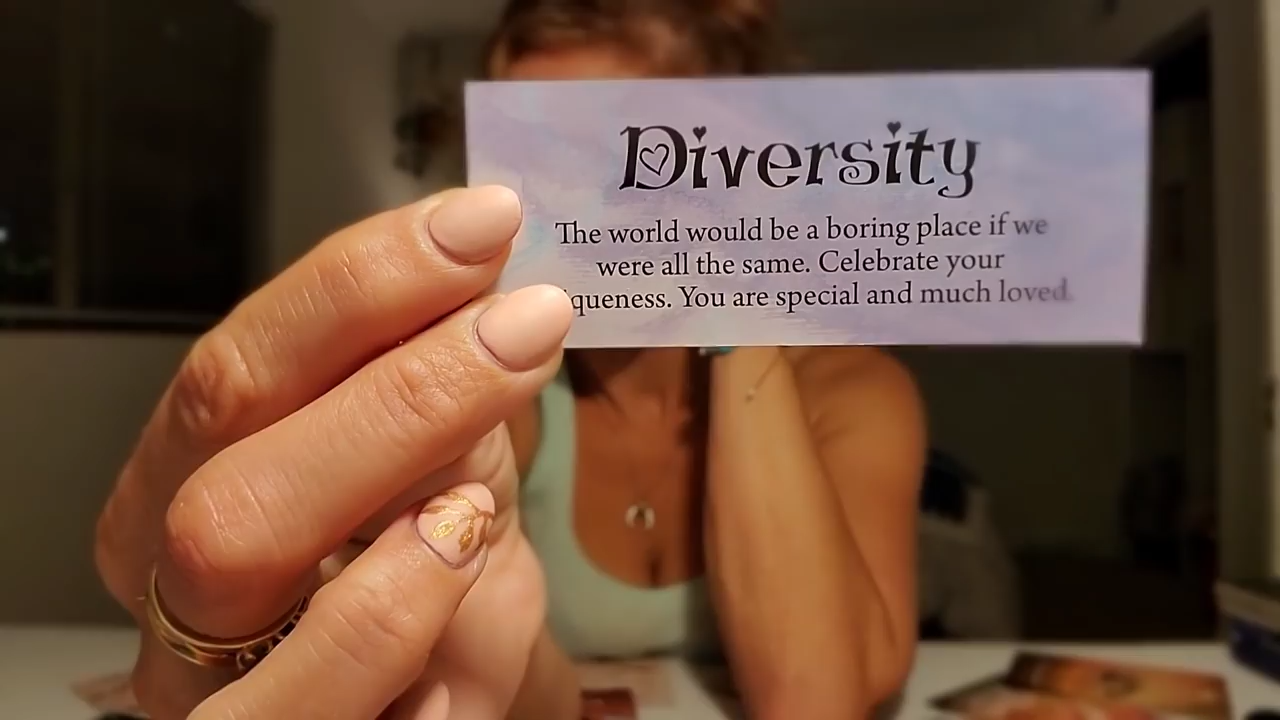 Diversity
The world would be a boring place if we
were all the same. Celebrate your
iqueness. You are special and much loved.